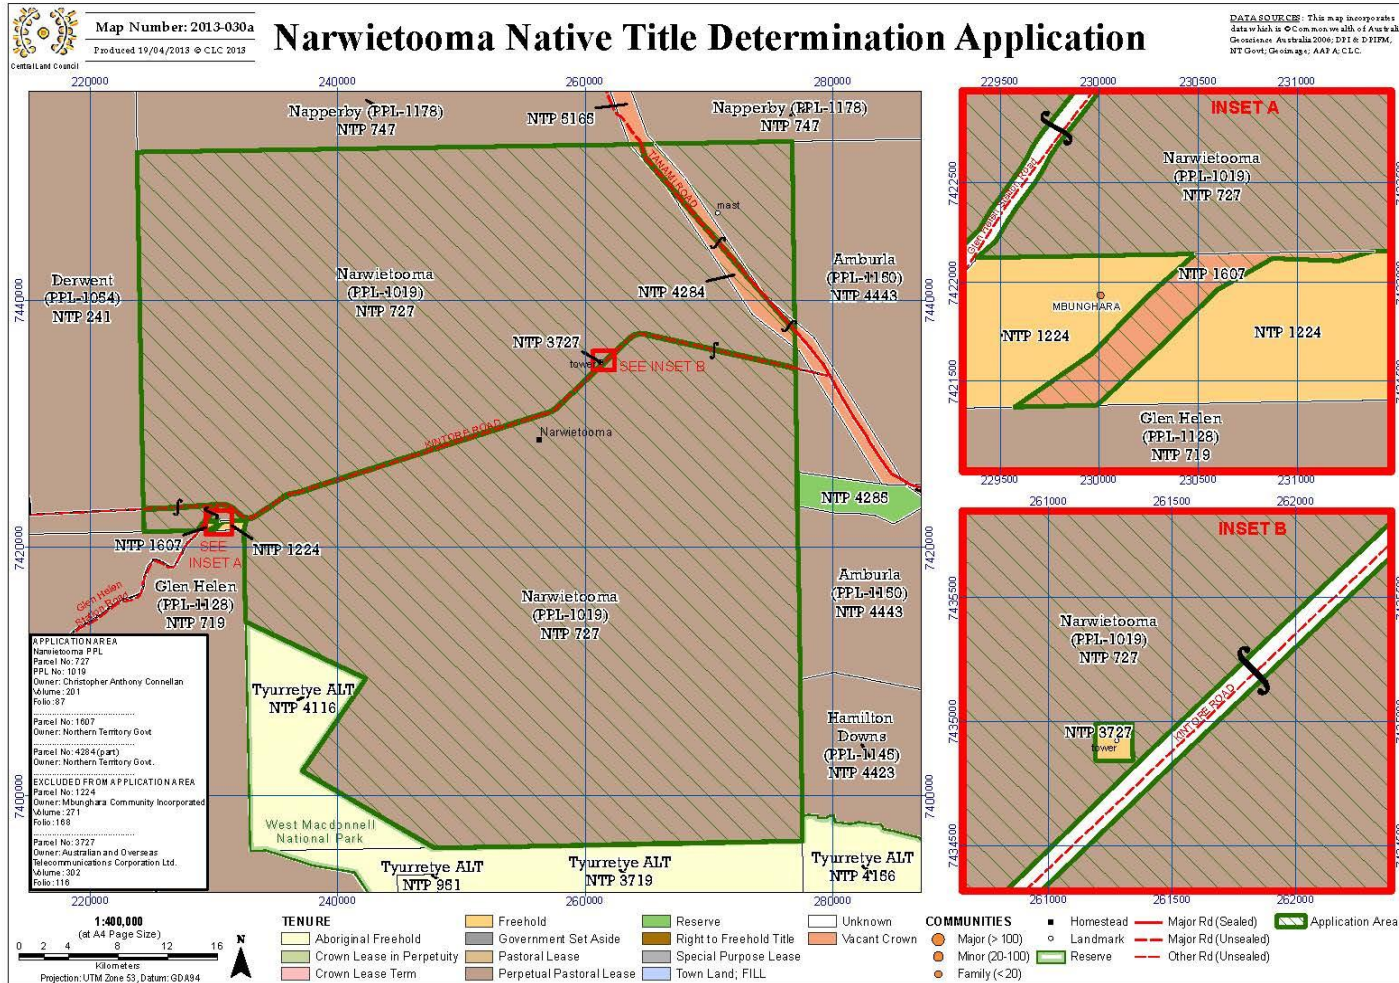 Central Land Council
Map Number: 2013-030a
Produced 19/04/2013 © CLC 2013
Narwietooma Native Title Determination Application
DATA SOURCES: This map incorporates
data which is © Commonwealth of Australia
Geoscience Australia 2006; DPI & DPIFM,
NT Govt; Geoimage; AAPA; CLC.
220000
260000
280000
Napperby (PPL-1178)
NTP 747
NTP 5165
Napperby (PPL-1178)
NTP 747
TANAMI ROAD
mast
Derwent
(PPL-1054)
NTP 241
Narwietooma
(PPL-1019)
NTP 727
NTP 4284
Amburla
(PPL-1150)
NTP 4443
7440000
7440000
NTP 3727
tower
SEE INSET B
KINTORE ROAD
Narwietooma
NTP 4285
7420000
7420000
NTP 1607
SEE
INSET A
NTP 1224
Glen Helen
Station Road
Glen Helen
(PPL-1128)
NTP 719
Narwietooma
(PPL-1019)
NTP 727
Amburla
(PPL-1150)
NTP 4443
Tyurretye ALT
NTP 4116
Hamilton
Downs
(PPL-1145)
NTP 4423
7400000
7400000
West Macdonnell
National Park
Tyurretye ALT
NTP 951
Tyurretye ALT
NTP 3719
Tyurretye ALT
NTP 4156
220000
240000
260000
280000
APPLICATION AREA
Narwietooma PPL
Parcel No: 727
PPL No: 1019
Owner: Christopher Anthony Connellan
Volume: 201
Folio: 87
Parcel No: 1607
Owner: Northern Territory Govt
Parcel No: 4284 (part)
Owner: Northern Territory Govt.
EXCLUDED FROM APPLICATION AREA
Parcel No: 1224
Owner: Mbunghara Community Incorporated
Volume: 271
Folio: 168
Parcel No: 3727
Owner: Australian and Overseas
Telecommunications Corporation Ltd.
Volume: 302
Folio: 116
229500
230000
230500
231000
INSET A
Glen Helen Station Road
Narwietooma
(PPL-1019)
NTP 727
7422500
7422000
NTP 1607
MBUNGHARA
NTP 1224
NTP 1224
7421500
Glen Helen
(PPL-1128)
NTP 719
229500
230000
230500
231000
261000
261500
262000
INSET B
7435500
Narwietooma
(PPL-1019)
NTP 727
KINTORE ROAD
7435000
NTP 3727
tower
7434500
261000
261500
262000
1:400,000
(at A4 Page Size)
0 2 4 8 12 16
Kilometers
Projection: UTM Zone 53, Datum: GDA94
N
TENURE
Aboriginal Freehold
Crown Lease in Perpetuity
Crown Lease Term
Freehold
Government Set Aside
Pastoral Lease
Perpetual Pastoral Lease
Reserve
Right to Freehold Title
Special Purpose Lease
Town Land; FILL
Unknown
Vacant Crown
COMMUNITIES
Major (> 100)
Minor (20-100)
Family (< 20)
Homestead
Landmark
Reserve
Major Rd (Sealed)
Major Rd (Unsealed)
Other Rd (Unsealed)
Application Area